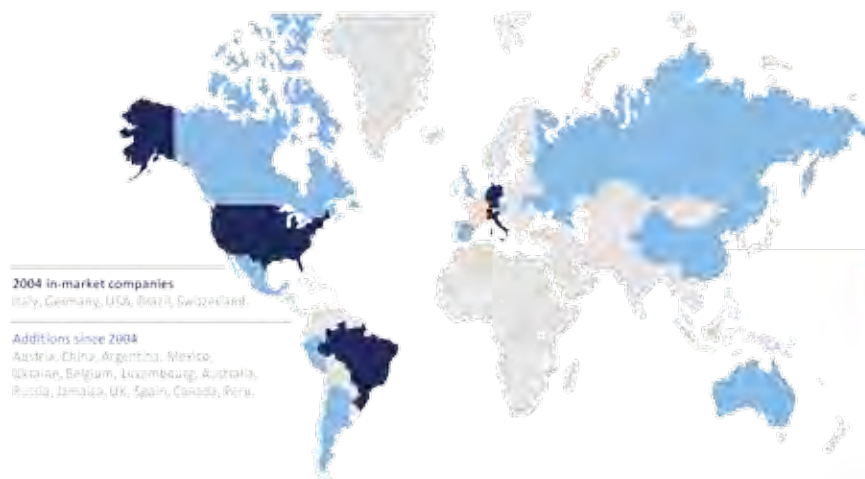 2004 in-market companies
Italy, Germany, USA, Brazil, Switzerland.
Additions since 2004
Austria, China, Argentina, Mexico,
Ukraine, Belgium, Luxembourg, Australia,
Russia, Jamaica, UK, Spain, Canada, Peru.